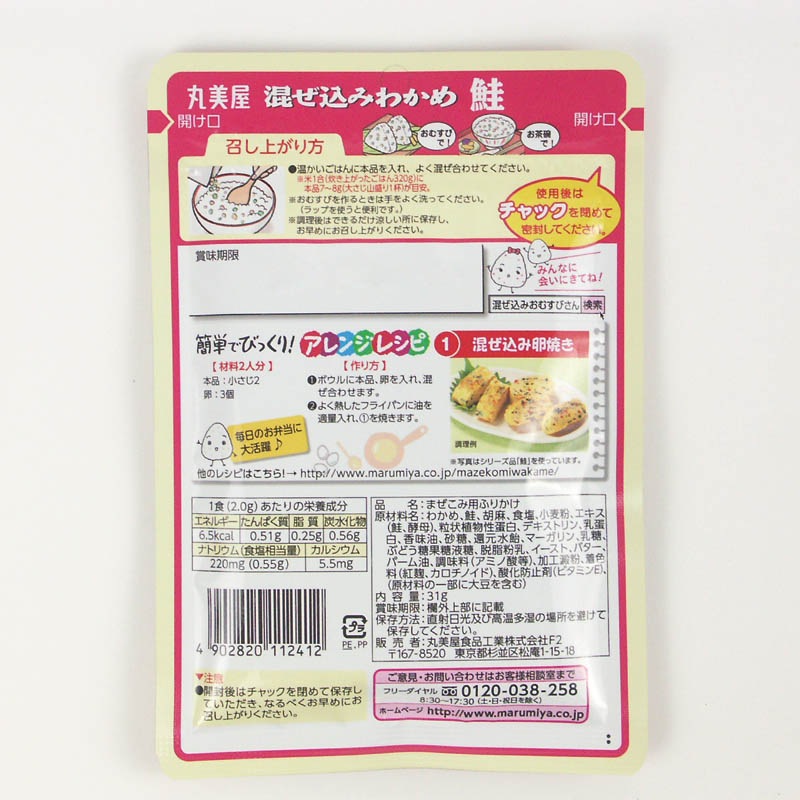 丸美屋 混ぜ込みわかめ 鮭
開け口
開け口
召し上がり方
おむすびで!
お茶碗で!
●温かいごはんに本品を入れ、よく混ぜ合わせてください。
※米1合(炊き上がったごはん320g)に
本品7~8g(大さじ山盛り1杯)が目安。
※おむすびを作るときは手をよく洗ってください。
(ラップを使うと便利です。)
※調理後はできるだけ涼しい所に保存し、
お早めにお召し上がりください。
使用後は
チャックを閉めて
密封してください。
賞味期限
みんなに
会いにきてね!
混ぜ込みおむすびさん 検索
簡単でびっくり! アレンジレシピ 1 混ぜ込み卵焼き
【材料2人分】
本品:小さじ2
卵:3個
【作り方】
❶ボウルに本品、卵を入れ、混
ぜ合わせます。
❷よく熱したフライパンに油を
適量入れ、①を焼きます。
毎日のお弁当に
大活躍♪
調理例
※写真はシリーズ品「鮭」を使っています。
他のレシピはこちら!→http://www.marumiya.co.jp/mazekomiwakame/
1食(2.0g)あたりの栄養成分
エネルギー たんぱく質 脂質 炭水化物
6.5kcal 0.51g 0.25g 0.56g
ナトリウム(食塩相当量) カルシウム
220mg(0.55g) 5.5mg
品名:まぜこみ用ふりかけ
原材料名:わかめ、鮭、胡麻、食塩、小麦粉、エキス
(鮭、酵母)、粒状植物性蛋白、デキストリン、乳蛋
白、香味油、砂糖、還元水飴、マーガリン、乳糖、
ぶどう糖果糖液糖、脱脂粉乳、イースト、バター、
パーム油、調味料(アミノ酸等)、加工澱粉、着色
料(紅麹、カロチノイド)、酸化防止剤(ビタミンE)、
(原材料の一部に大豆を含む)
内容量:31g
賞味期限:欄外上部に記載
保存方法:直射日光及び高温多湿の場所を避けて
保存してください。
販売者:丸美屋食品工業株式会社F2
〒167-8520 東京都杉並区松庵1-15-18
4 902820 112412
プラ
PE,PP
▼注意
●開封後はチャックを閉めて保存し
ていただき、なるべくお早めにお
召し上がりください。
ご意見・お問い合わせはお客様相談室まで
フリーダイヤル 0120-038-258
8:30~17:30(土・日・祝日を除く)
ホームページ http://www.marumiya.co.jp